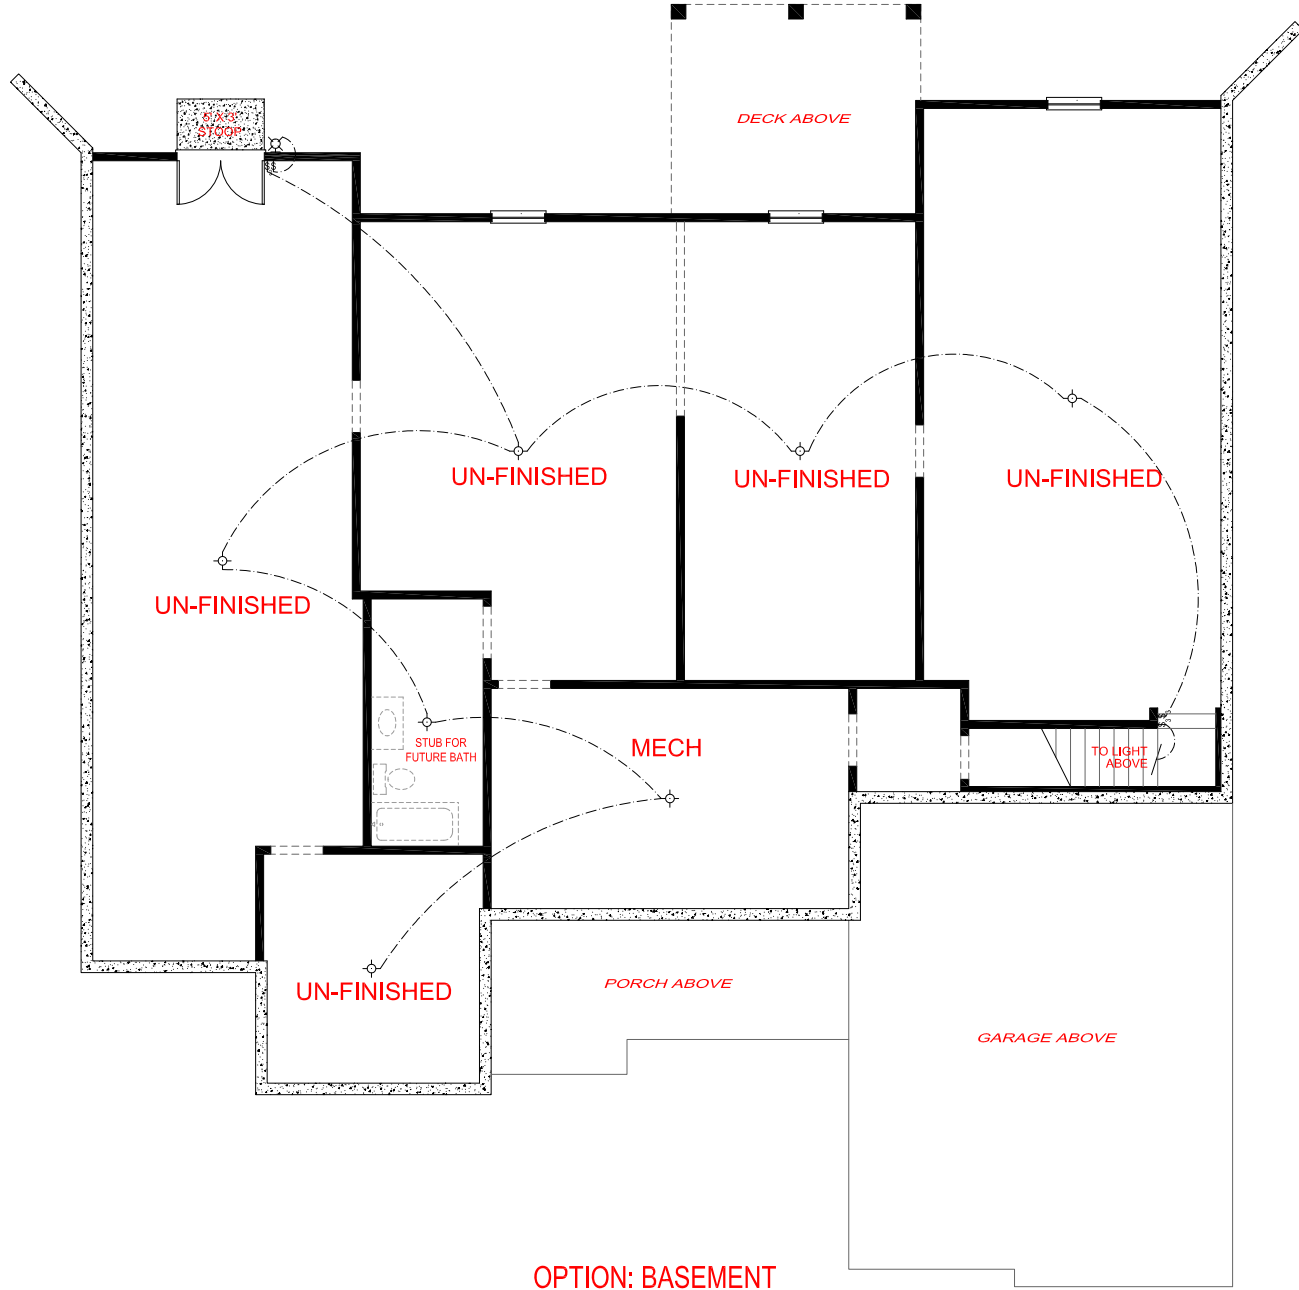 5' X 3'
STOOP
DECK ABOVE
UN-FINISHED
UN-FINISHED
UN-FINISHED
UN-FINISHED
STUB FOR
FUTURE BATH
MECH
TO LIGHT
ABOVE
UN-FINISHED
PORCH ABOVE
GARAGE ABOVE
OPTION: BASEMENT